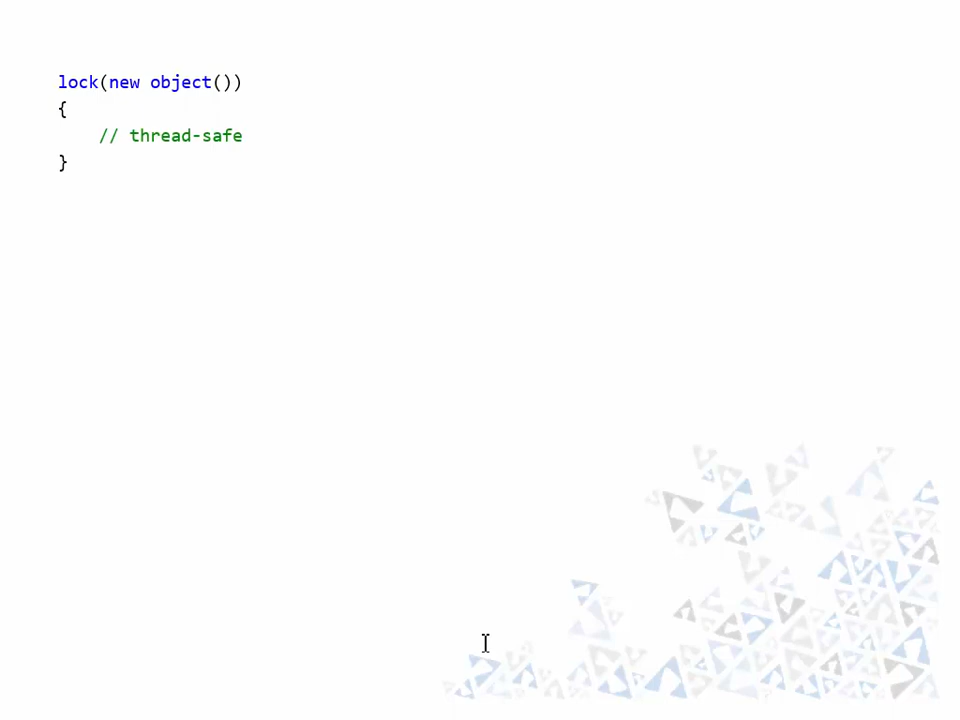 lock(new object())
{
    // thread-safe
}